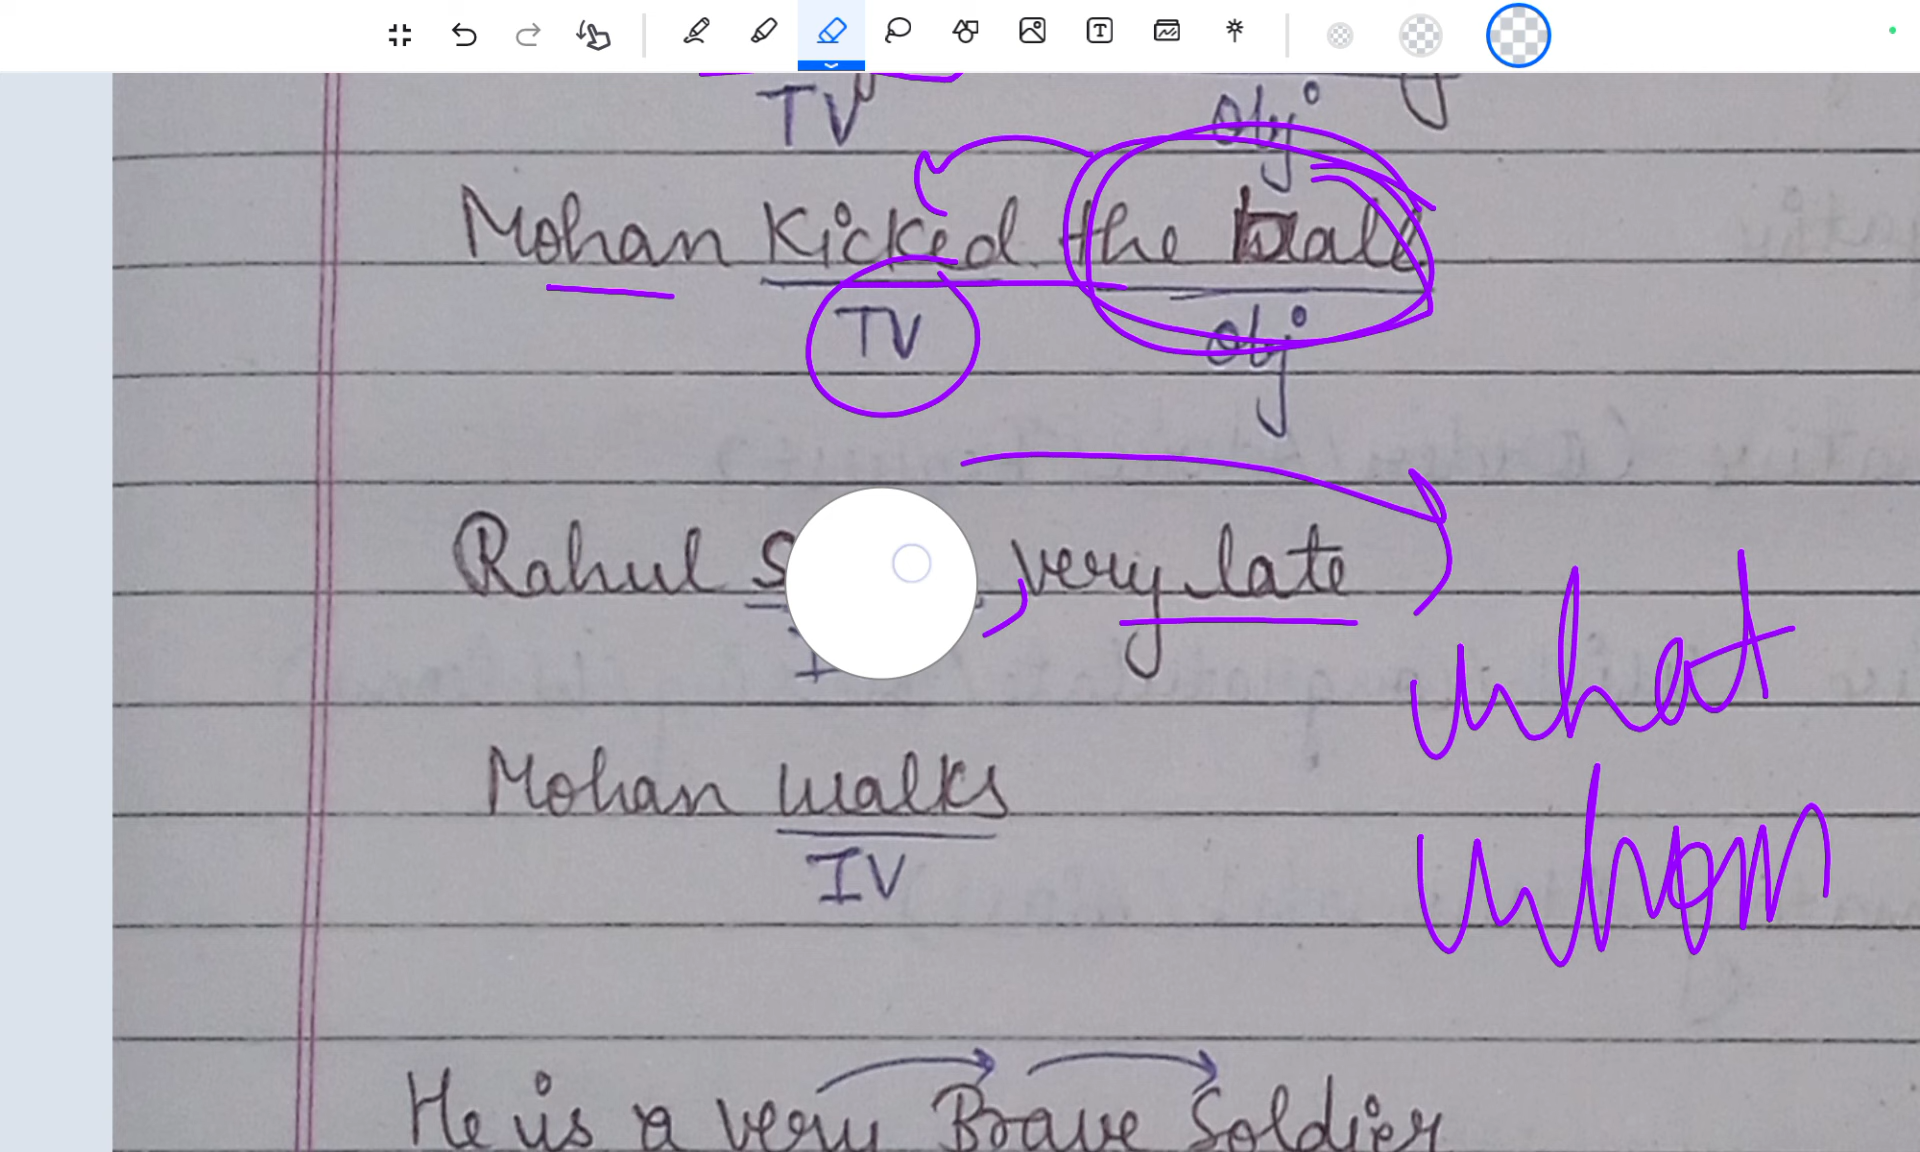 TV obj
Mohan Kicked the ball
TV obj
Rahul very late
what
Mohan walks
whom
IV
He is a very Brave Soldier